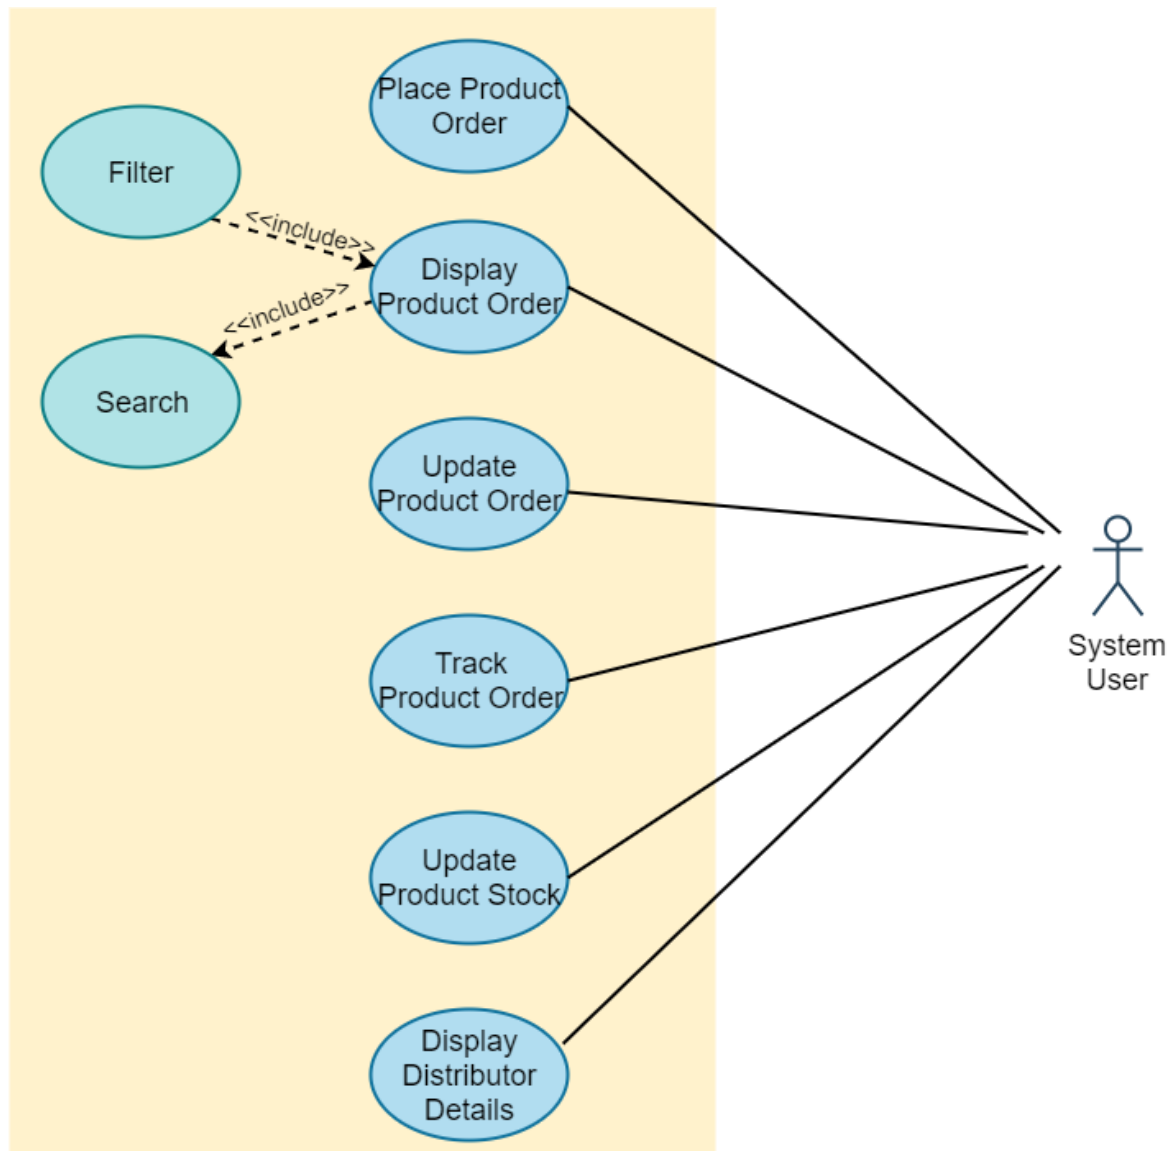 Place Product
Order
Filter
<<include>>
Display
Product Order
<<include>>
Search
Update
Product Order
System
User
Track
Product Order
Update
Product Stock
Display
Distributor
Details